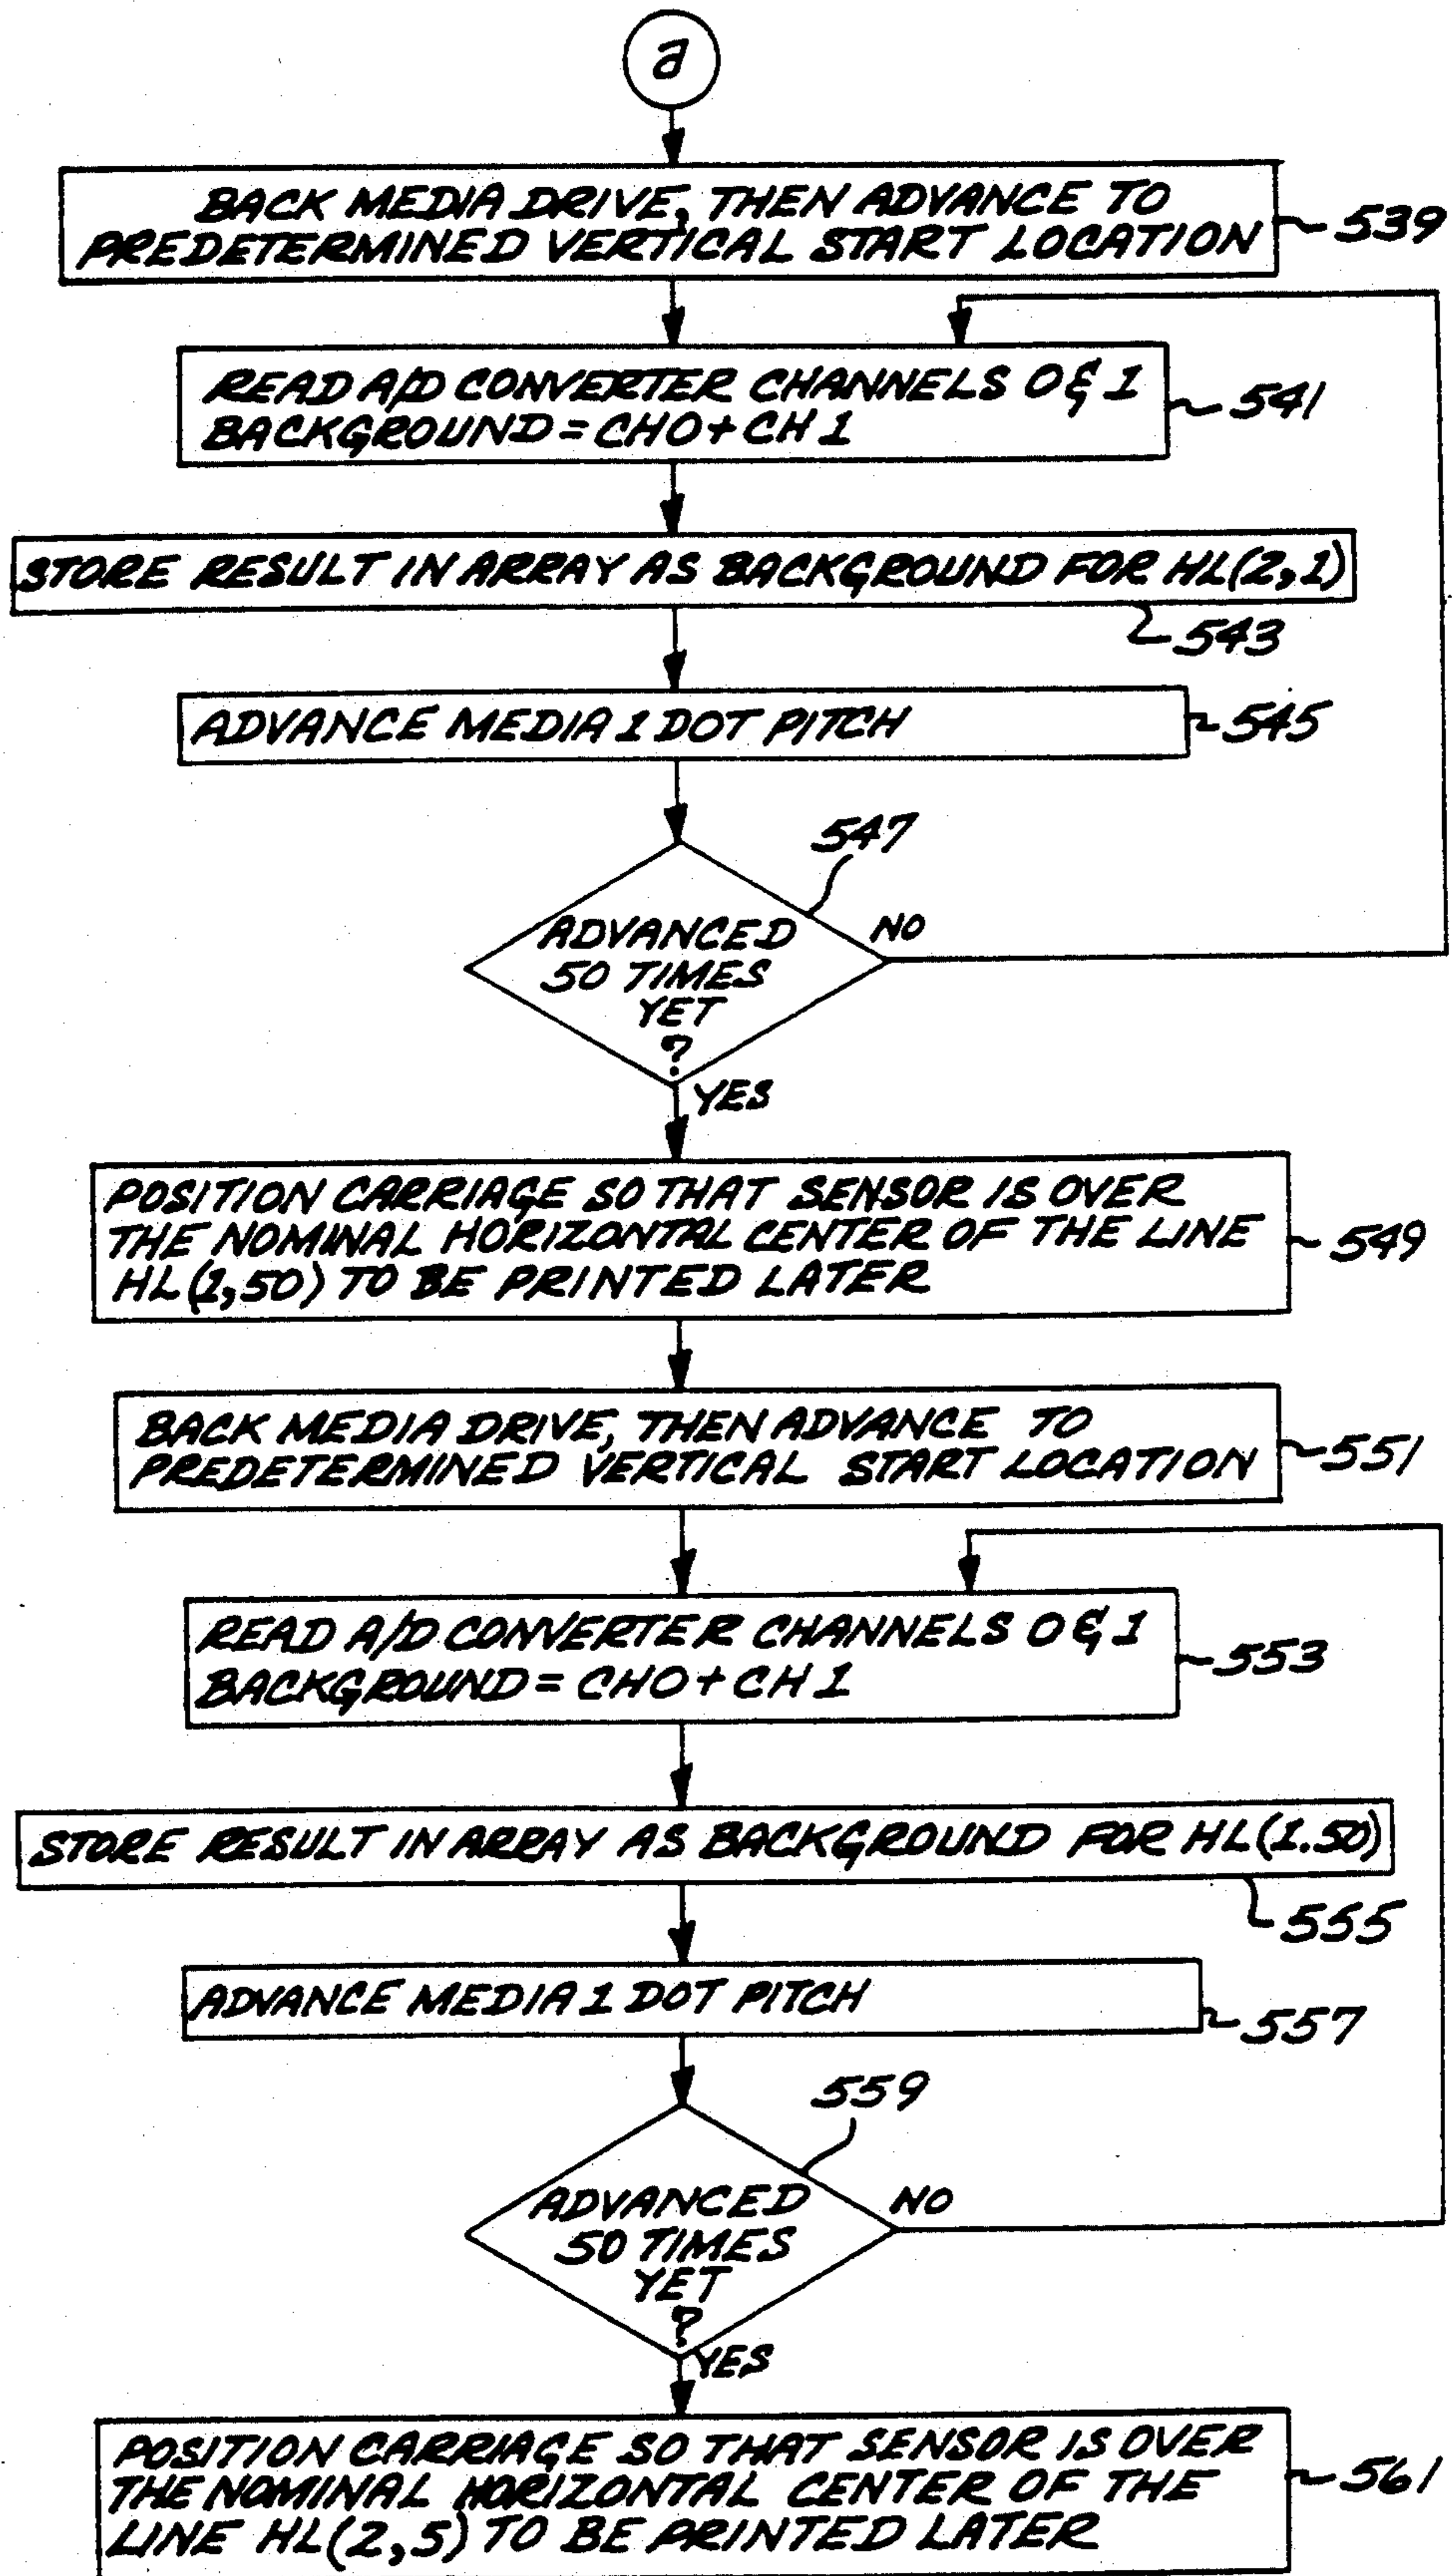 a
BACK MEDIA DRIVE, THEN ADVANCE TO
PREDETERMINED VERTICAL START LOCATION
539
READ A/D CONVERTER CHANNELS 0 & 1
BACKGROUND = CH0 + CH 1
541
STORE RESULT IN ARRAY AS BACKGROUND FOR HL(2,1)
543
ADVANCE MEDIA 1 DOT PITCH
545
547
ADVANCED
50 TIMES
YET
?
NO
YES
POSITION CARRIAGE SO THAT SENSOR IS OVER
THE NOMINAL HORIZONTAL CENTER OF THE LINE
HL(1,50) TO BE PRINTED LATER
549
BACK MEDIA DRIVE, THEN ADVANCE TO
PREDETERMINED VERTICAL START LOCATION
551
READ A/D CONVERTER CHANNELS 0 & 1
BACKGROUND = CH0 + CH 1
553
STORE RESULT IN ARRAY AS BACKGROUND FOR HL(1.50)
555
ADVANCE MEDIA 1 DOT PITCH
557
559
ADVANCED
50 TIMES
YET
?
NO
YES
POSITION CARRIAGE SO THAT SENSOR IS OVER
THE NOMINAL HORIZONTAL CENTER OF THE
LINE HL(2,5) TO BE PRINTED LATER
561